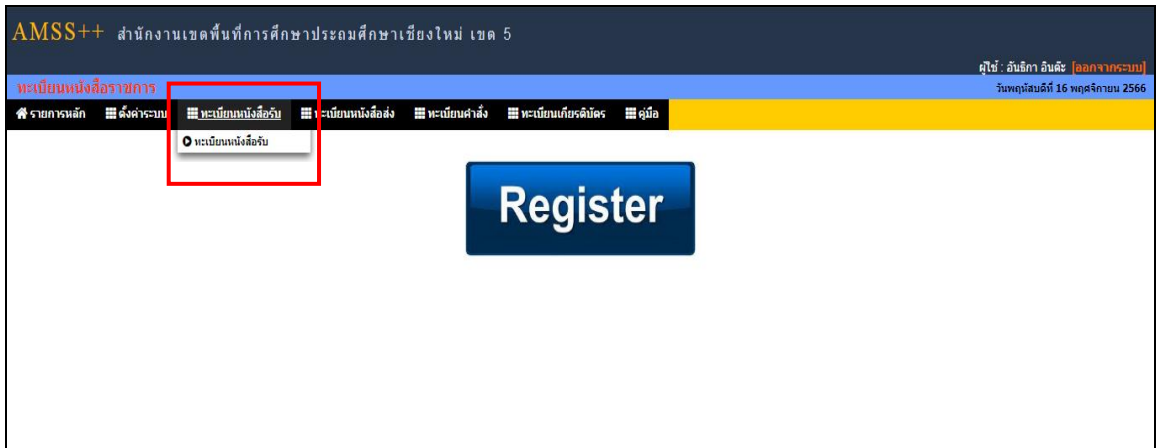 AMSS++ สำนักงานเขตพื้นที่การศึกษาประถมศึกษาเชียงใหม่ เขต 5
ผู้ใช้ : อันธิกา อินต๊ะ [ออกจากระบบ]
ทะเบียนหนังสือราชการ
วันพฤหัสบดีที่ 16 พฤศจิกายน 2566
รายการหลัก ตั้งค่าระบบ ทะเบียนหนังสือรับ ทะเบียนหนังสือส่ง ทะเบียนคำสั่ง ทะเบียนเกียรติบัตร คู่มือ
ทะเบียนหนังสือรับ
Register